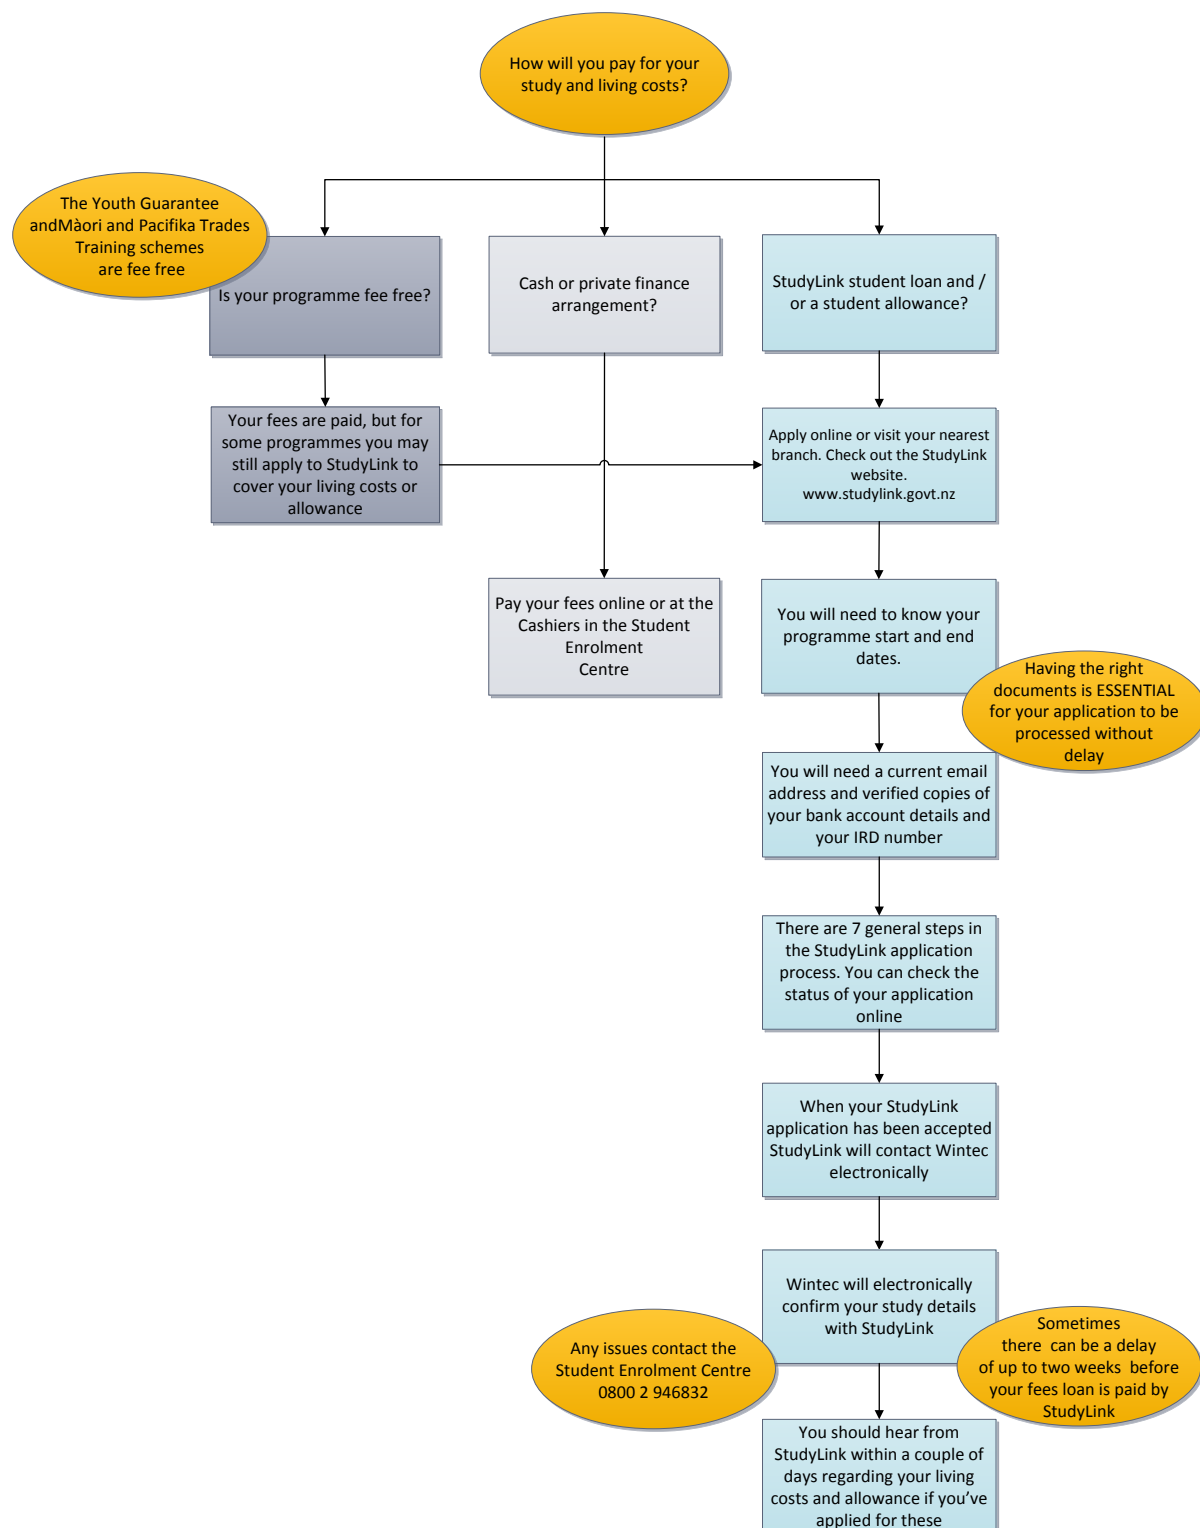 How will you pay for your
study and living costs?
The Youth Guarantee
andMàori and Pacifika Trades
Training schemes
are fee free
Is your programme fee free?
Cash or private finance
arrangement?
StudyLink student loan and /
or a student allowance?
Your fees are paid, but for
some programmes you may
still apply to StudyLink to
cover your living costs or
allowance
Apply online or visit your nearest
branch. Check out the StudyLink
website.
www.studylink.govt.nz
Pay your fees online or at the
Cashiers in the Student
Enrolment
Centre
You will need to know your
programme start and end
dates.
Having the right
documents is ESSENTIAL
for your application to be
processed without
delay
You will need a current email
address and verified copies of
your bank account details and
your IRD number
There are 7 general steps in
the StudyLink application
process. You can check the
status of your application
online
When your StudyLink
application has been accepted
StudyLink will contact Wintec
electronically
Wintec will electronically
confirm your study details
with StudyLink
Any issues contact the
Student Enrolment Centre
0800 2 946832
Sometimes
there  can be a delay
of up to two weeks  before
your fees loan is paid by
StudyLink
You should hear from
StudyLink within a couple of
days regarding your living
costs and allowance if you’ve
applied for these